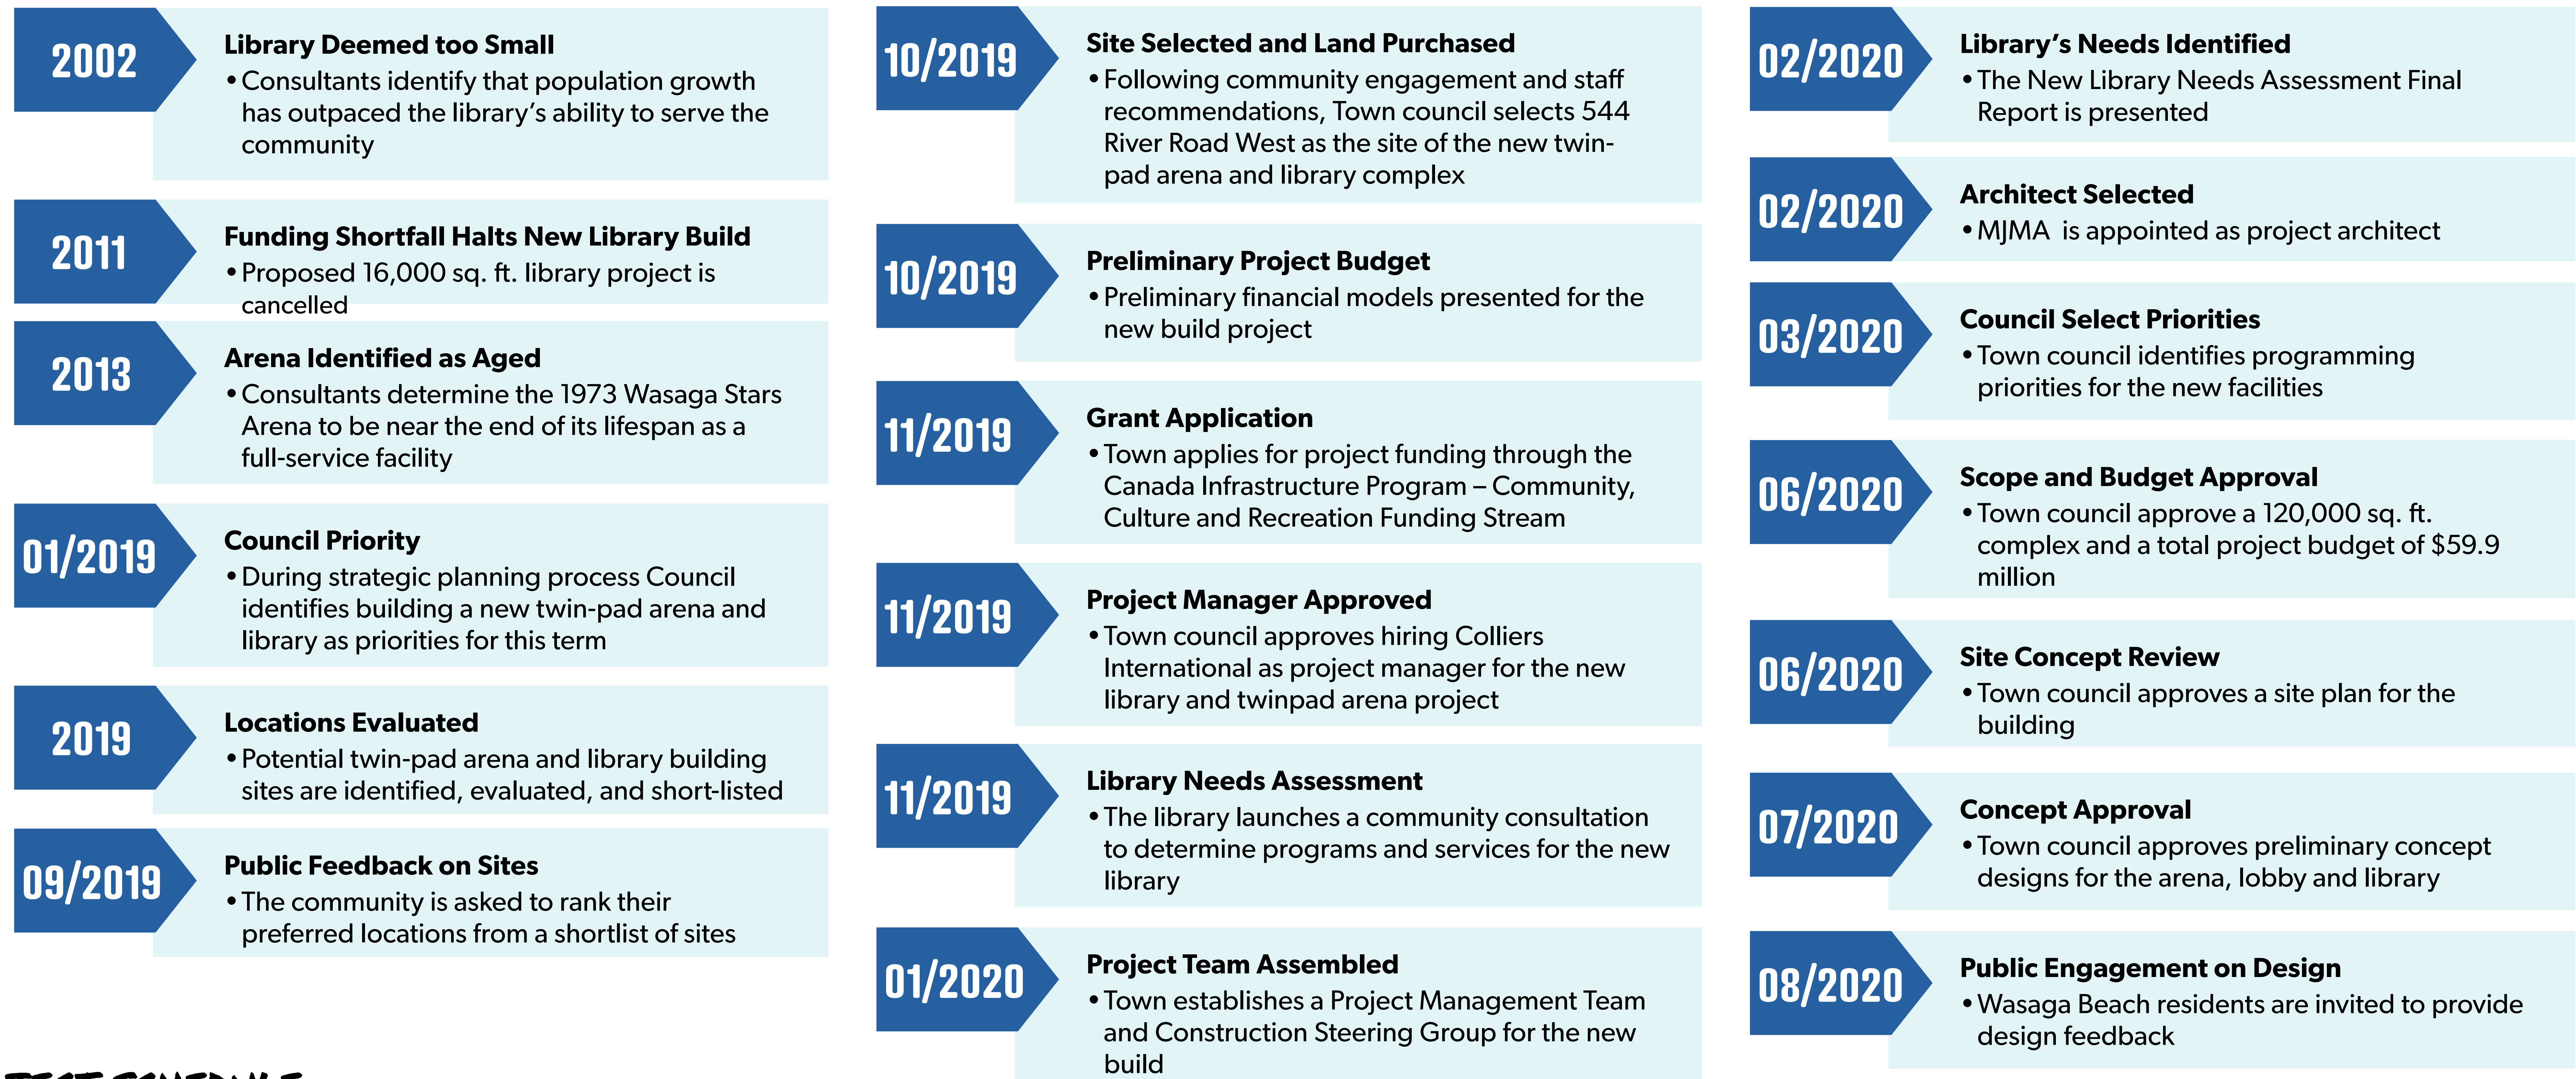 2002
Library Deemed too Small
• Consultants identify that population growth
has outpaced the library's ability to serve the
community
2011
Funding Shortfall Halts New Library Build
• Proposed 16,000 sq. ft. library project is
cancelled
2013
Arena Identified as Aged
• Consultants determine the 1973 Wasaga Stars
Arena to be near the end of its lifespan as a
full-service facility
01/2019
Council Priority
• During strategic planning process Council
identifies building a new twin-pad arena and
library as priorities for this term
2019
Locations Evaluated
• Potential twin-pad arena and library building
sites are identified, evaluated, and short-listed
09/2019
Public Feedback on Sites
• The community is asked to rank their
preferred locations from a shortlist of sites
10/2019
Site Selected and Land Purchased
• Following community engagement and staff
recommendations, Town council selects 544
River Road West as the site of the new twin-
pad arena and library complex
10/2019
Preliminary Project Budget
• Preliminary financial models presented for the
new build project
11/2019
Grant Application
• Town applies for project funding through the
Canada Infrastructure Program – Community,
Culture and Recreation Funding Stream
11/2019
Project Manager Approved
• Town council approves hiring Colliers
International as project manager for the new
library and twinpad arena project
11/2019
Library Needs Assessment
• The library launches a community consultation
to determine programs and services for the new
library
01/2020
Project Team Assembled
• Town establishes a Project Management Team
and Construction Steering Group for the new
build
02/2020
Library's Needs Identified
• The New Library Needs Assessment Final
Report is presented
02/2020
Architect Selected
• MJMA  is appointed as project architect
03/2020
Council Select Priorities
• Town council identifies programming
priorities for the new facilities
06/2020
Scope and Budget Approval
• Town council approve a 120,000 sq. ft.
complex and a total project budget of $59.9
million
06/2020
Site Concept Review
• Town council approves a site plan for the
building
07/2020
Concept Approval
• Town council approves preliminary concept
designs for the arena, lobby and library
08/2020
Public Engagement on Design
• Wasaga Beach residents are invited to provide
design feedback